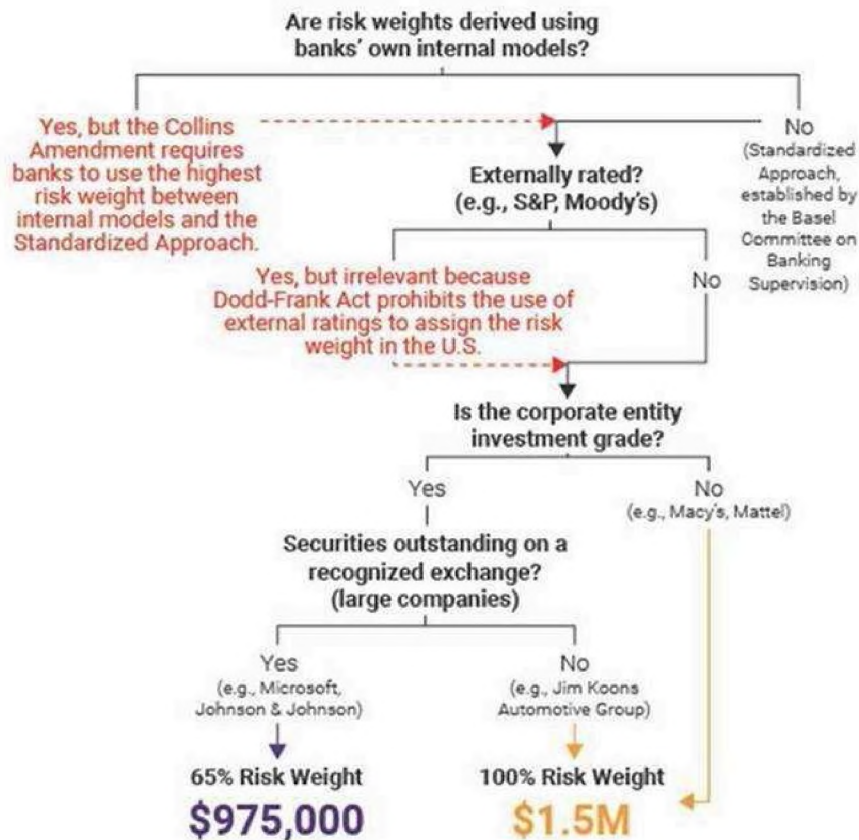 Are risk weights derived using
banks' own internal models?
Yes, but the Collins
Amendment requires
banks to use the highest
risk weight between
internal models and the
Standardized Approach.
No
(Standardized
Approach,
established by
the Basel
Committee on
Banking
Supervision)
Externally rated?
(e.g., S&P, Moody's)
Yes, but irrelevant because
Dodd-Frank Act prohibits the use of
external ratings to assign the risk
weight in the U.S.
No
Is the corporate entity
investment grade?
Yes
No
(e.g., Macy's, Mattel)
Securities outstanding on a
recognized exchange?
(large companies)
Yes
(e.g., Microsoft,
Johnson & Johnson)
No
(e.g., Jim Koons
Automotive Group)
65% Risk Weight
$975,000
100% Risk Weight
$1.5M